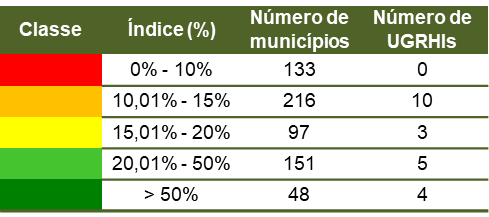 Classe Índice (%) Número de municípios Número de UGRHIs
0% - 10% 133 0
10,01% - 15% 216 10
15,01% - 20% 97 3
20,01% - 50% 151 5
> 50% 48 4